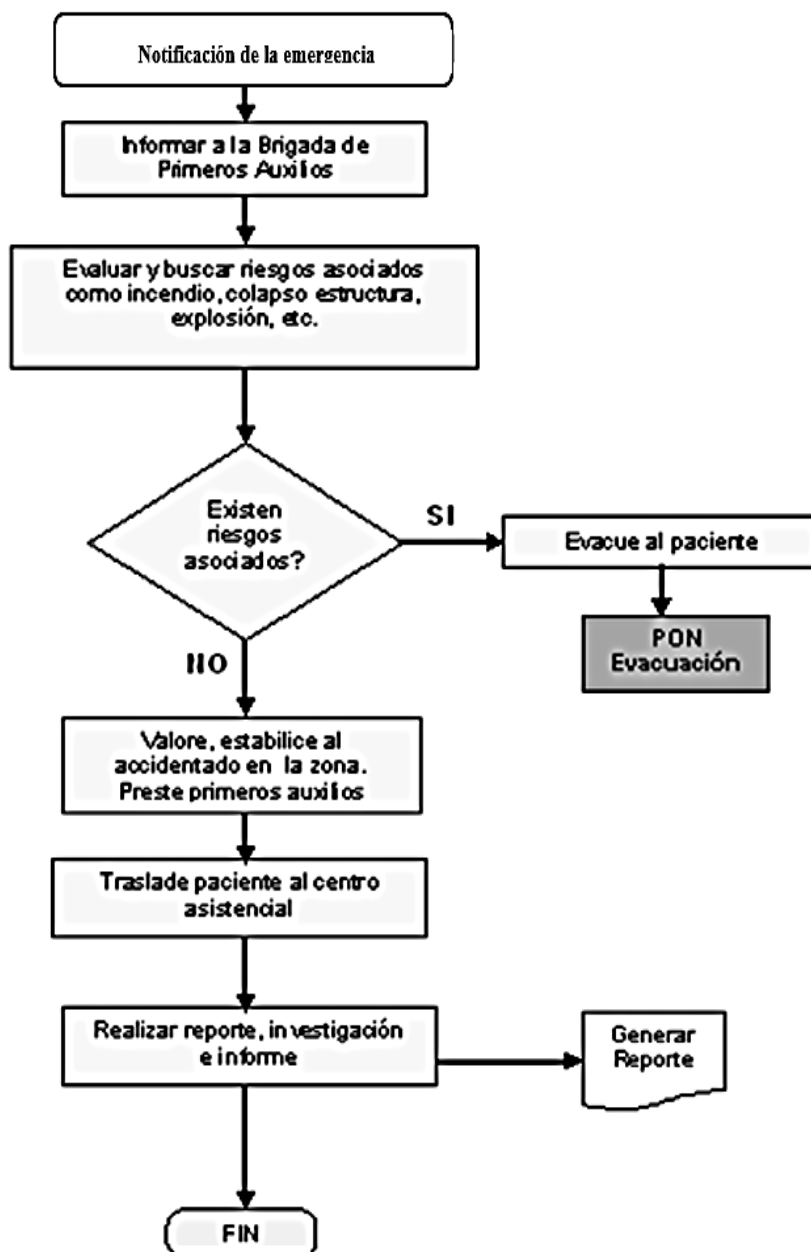 Notificación de la emergencia
Informar a la Brigada de
Primeros Auxilios
Evaluar y buscar riesgos asociados
como incendio, colapso estructura,
explosión, etc.
Existen
riesgos
asociados?
SI
Evacue al paciente
PON
Evacuación
NO
Valore, estabilice al
accidentado en la zona.
Preste primeros auxilios
Traslade paciente al centro
asistencial
Realizar reporte, investigación
e informe
Generar
Reporte
FIN